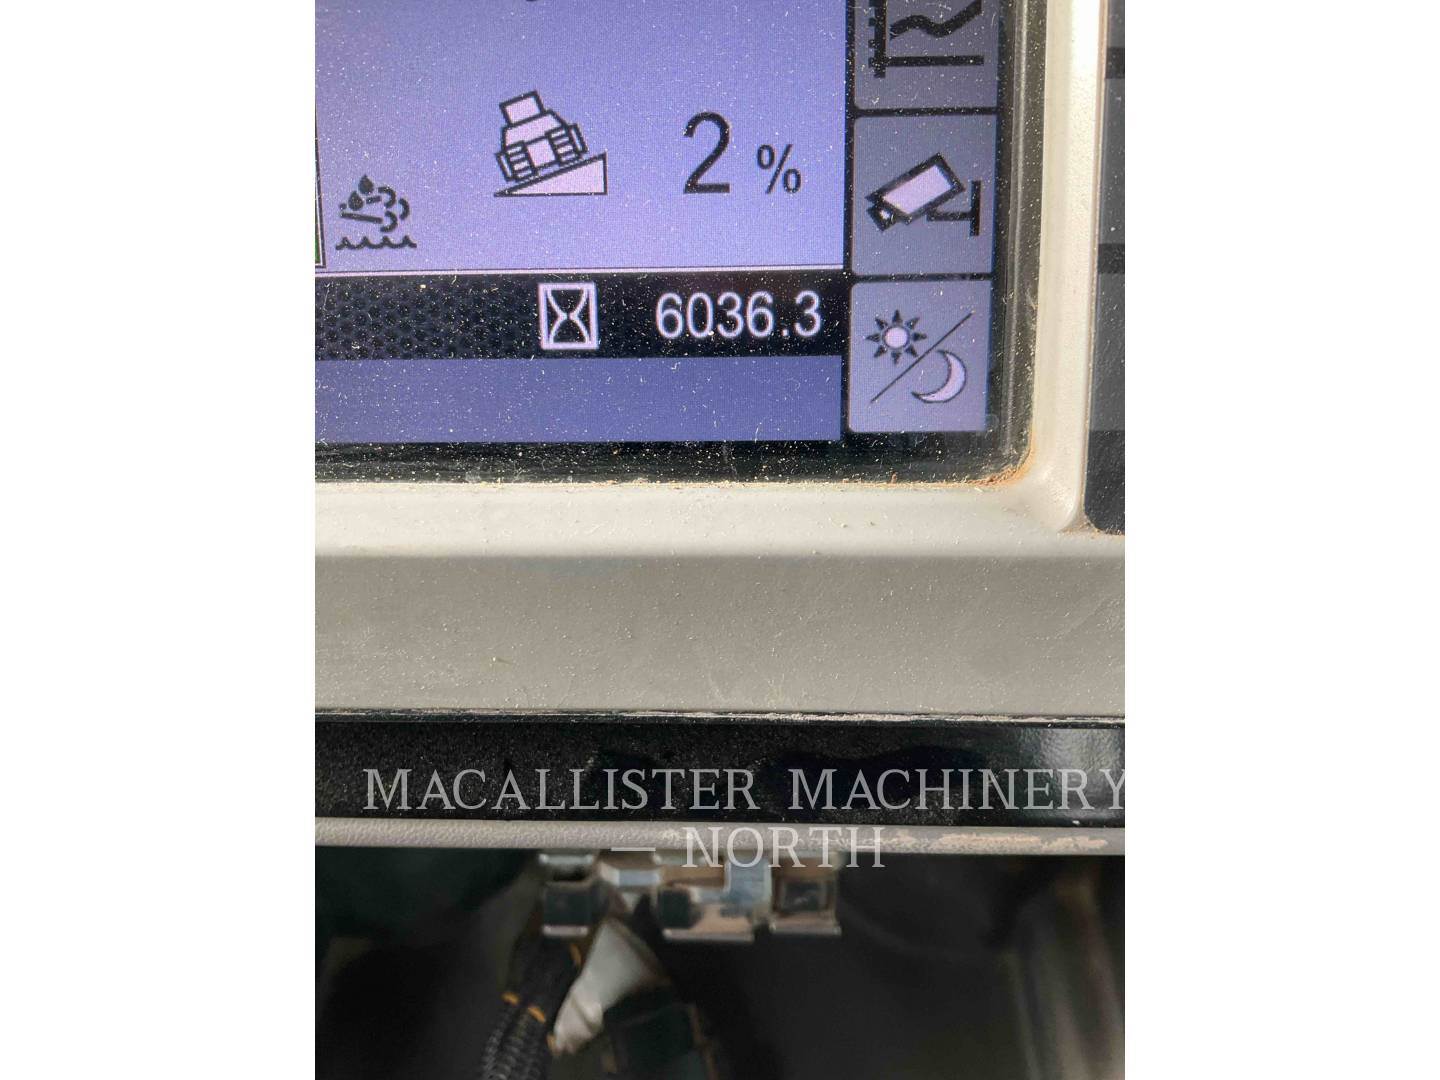 2 %
6036.3
MACALLISTER MACHINERY
— NORTH